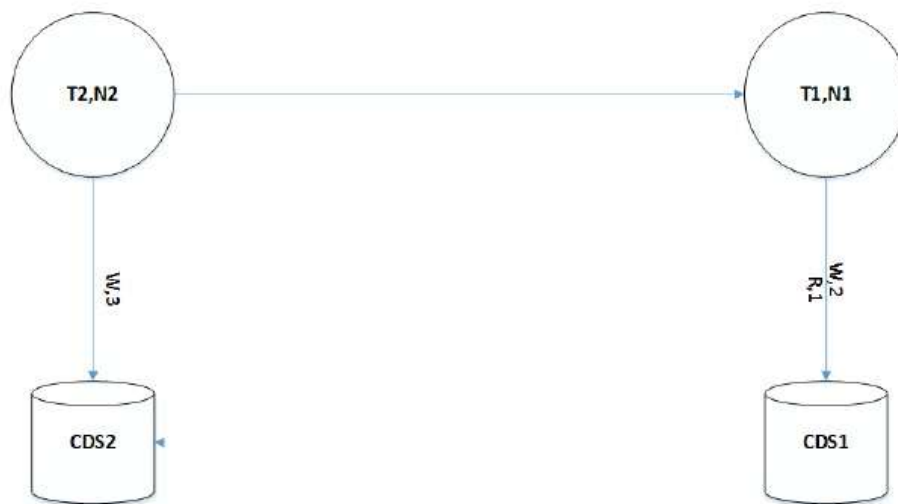 T2,N2
T1,N1
W,3
W,2
R,1
CDS2
CDS1